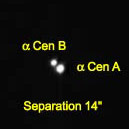 α Cen B
α Cen A
Separation 14"